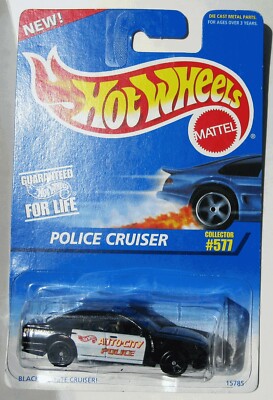 NEW!
DIE CAST METAL PARTS.
FOR AGES OVER 3 YEARS.
HOT WHEELS
MATTEL
GUARANTEED
FOR LIFE
POLICE CRUISER
COLLECTOR
#577
AUTO CITY
POLICE
CRUISER!
15785